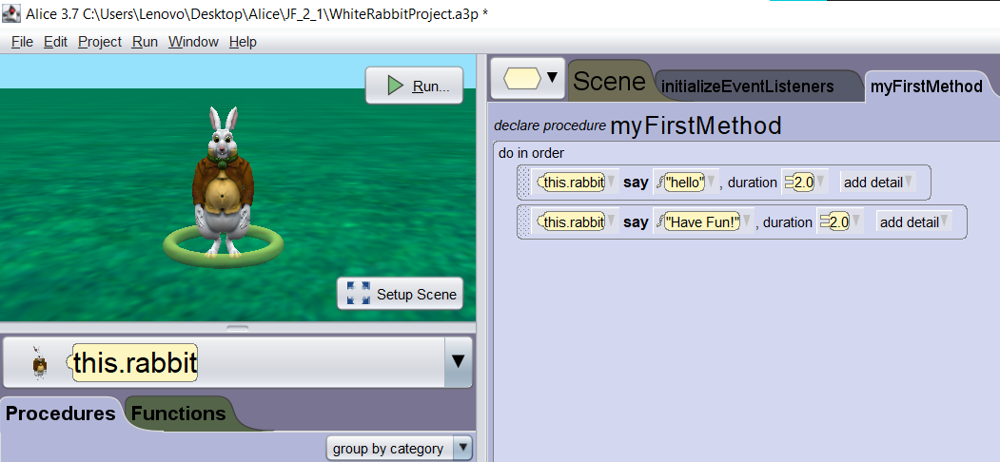 Alice 3.7 C:\Users\Lenovo\Desktop\Alice\JF_2_1\WhiteRabbitProject.a3p *
File Edit Project Run Window Help
Run...
Setup Scene
this.rabbit
Procedures Functions
group by category
Scene initializeEventListeners myFirstMethod
declare procedure myFirstMethod
do in order
this.rabbit say "hello" , duration 2.0 add detail
this.rabbit say "Have Fun!" , duration 2.0 add detail